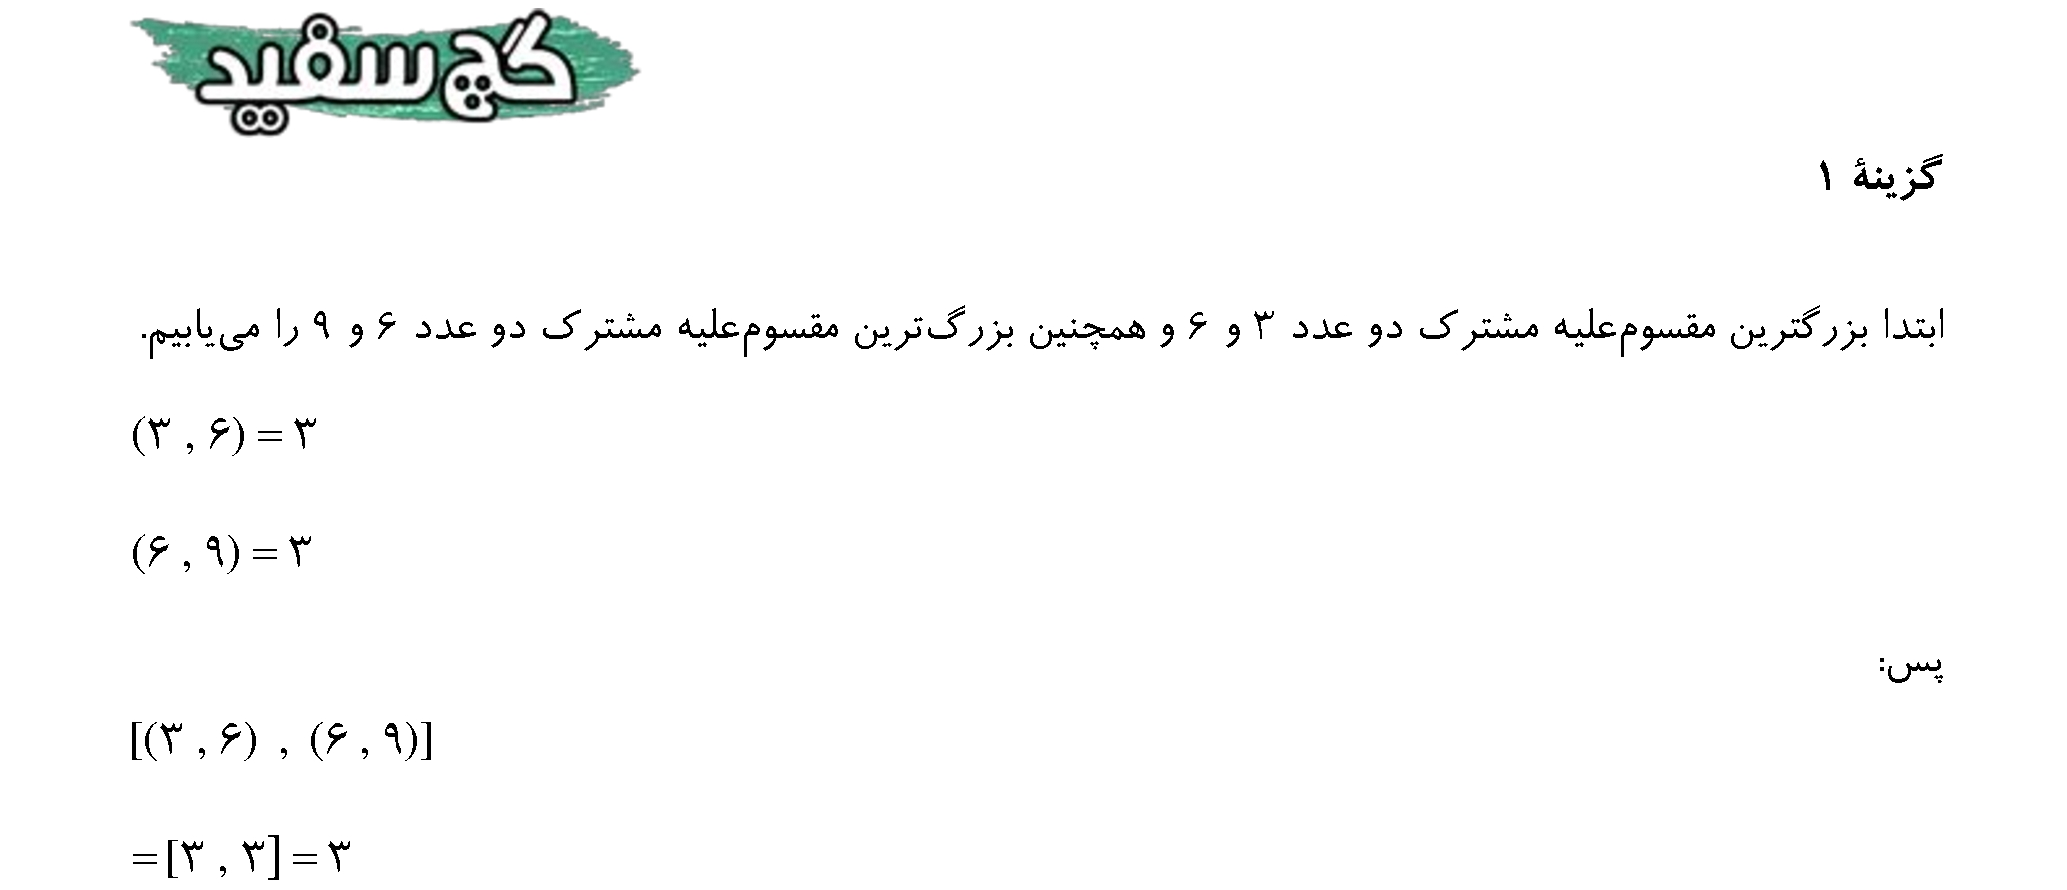 گچ سفید
گزینهٔ ۱
ابتدا بزرگترین مقسوم‌علیه مشترک دو عدد ۳ و ۶ و همچنین بزرگ‌ترین مقسوم‌علیه مشترک دو عدد ۶ و ۹ را می‌یابیم.
(۳ , ۶) = ۳
(۶ , ۹) = ۳
پس:
[(۳ , ۶) , (۶ , ۹)]
= [۳ , ۳] = ۳